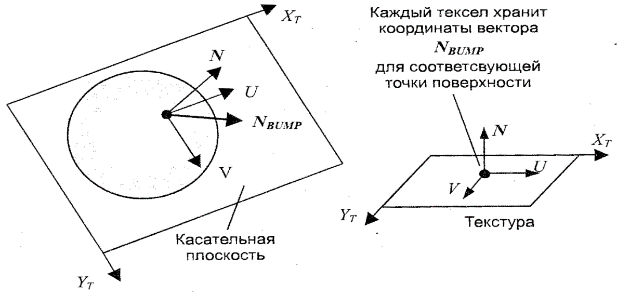 X_T
N
U
N_BUMP
V
Касательная
плоскость
Y_T
Каждый тексел хранит
координаты вектора
N_BUMP
для соответсвующей
точки поверхности
N
X_T
U
V
Y_T
Текстура